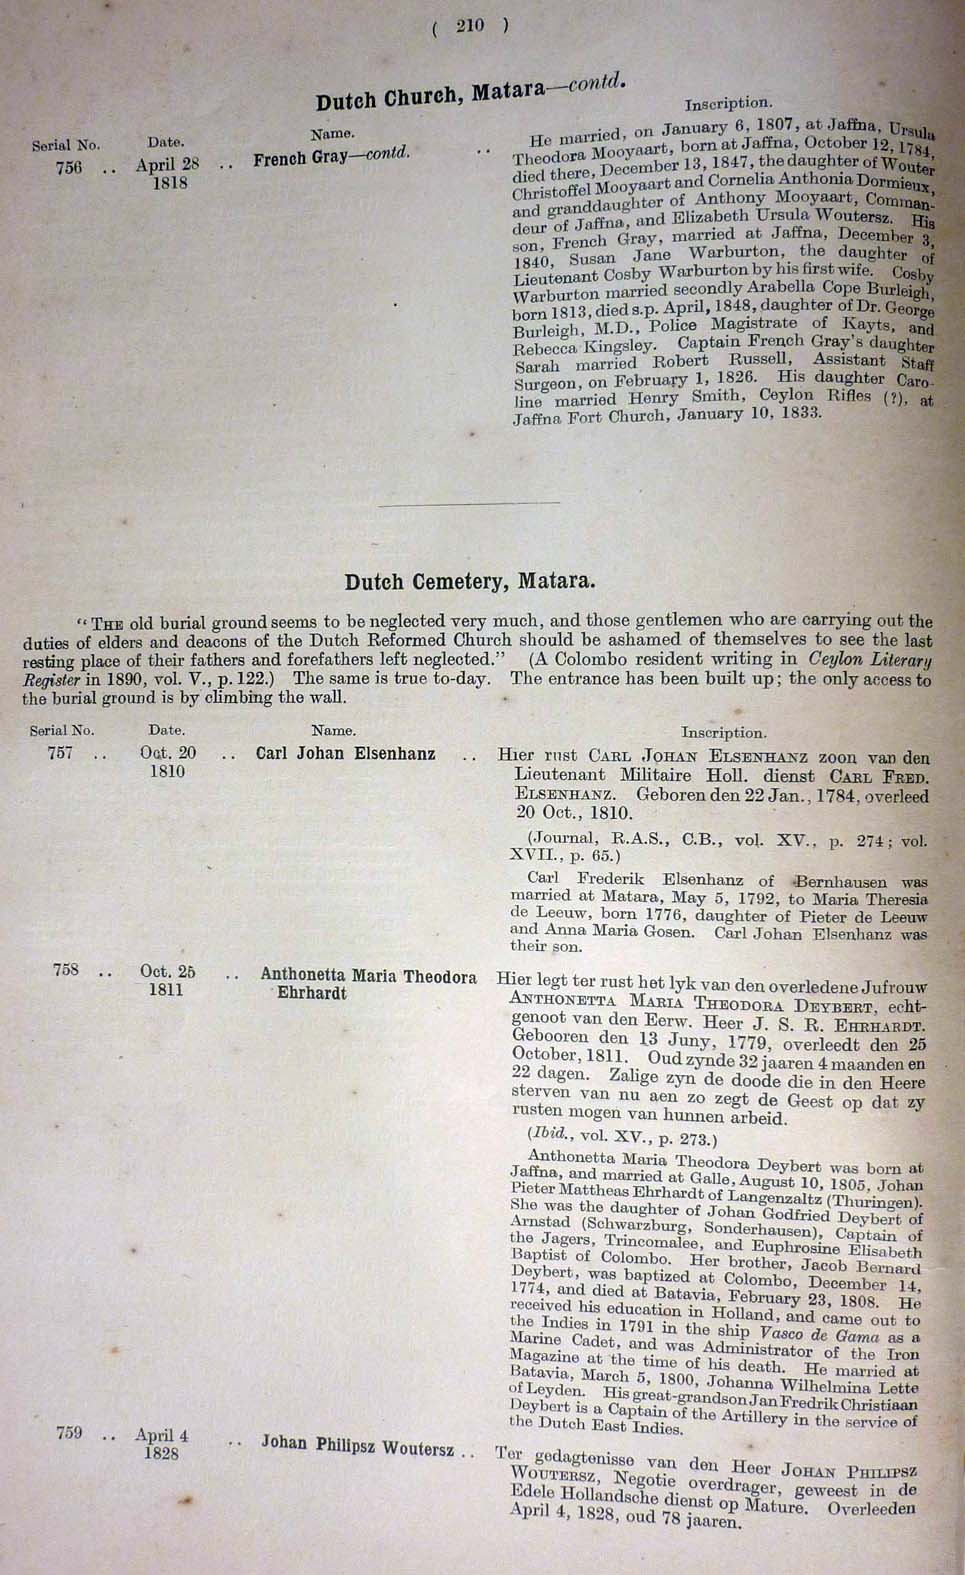 ( 210 )
Dutch Church, Matara—contd.
Serial No. Date. Name. Inscription.
756 .. April 28 .. French Gray—contd. .. He married, on January 6, 1807, at Jaffna, Ursula
1818 Theodora Mooyaart, born at Jaffna, October 12, 1784,
died there, December 13, 1847, the daughter of Wouter
Christoffel Mooyaart and Cornelia Anthonia Dormieux,
and granddaughter of Anthony Mooyaart, Comman-
deur of Jaffna, and Elizabeth Ursula Woutersz. His
son, French Gray, married at Jaffna, December 3,
1840, Susan Jane Warburton, the daughter of
Lieutenant Cosby Warburton by his first wife. Cosby
Warburton married secondly Arabella Cope Burleigh,
born 1813, died s.p. April, 1848, daughter of Dr. George
Burleigh, M.D., Police Magistrate of Kayts, and
Rebecca Kingsley. Captain French Gray's daughter
Sarah married Robert Russell, Assistant Staff
Surgeon, on February 1, 1826. His daughter Caro-
line married Henry Smith, Ceylon Rifles (?), at
Jaffna Fort Church, January 10, 1833.
Dutch Cemetery, Matara.
"THE old burial ground seems to be neglected very much, and those gentlemen who are carrying out the
duties of elders and deacons of the Dutch Reformed Church should be ashamed of themselves to see the last
resting place of their fathers and forefathers left neglected." (A Colombo resident writing in Ceylon Literary
Register in 1890, vol. V., p. 122.) The same is true to-day. The entrance has been built up; the only access to
the burial ground is by climbing the wall.
Serial No. Date. Name. Inscription.
757 .. Oct. 20 .. Carl Johan Elsenhanz .. Hier rust CARL JOHAN ELSENHANZ zoon van den
1810 Lieutenant Militaire Holl. dienst CARL FRED.
ELSENHANZ. Geboren den 22 Jan., 1784, overleed
20 Oct., 1810.
(Journal, R.A.S., C.B., vol. XV., p. 274; vol.
XVII., p. 65.)
Carl Frederik Elsenhanz of Bernhausen was
married at Matara, May 5, 1792, to Maria Theresia
de Leeuw, born 1776, daughter of Pieter de Leeuw
and Anna Maria Gosen. Carl Johan Elsenhanz was
their son.
758 .. Oct. 25 .. Anthonetta Maria Theodora Hier legt ter rust het lyk van den overledene Jufrouw
1811 Ehrhardt ANTHONETTA MARIA THEODORA DEYBERT, echt-
genoot van den Eerw. Heer J. S. R. EHRHARDT.
Gebooren den 13 Juny, 1779, overleedt den 25
October, 1811. Oud zynde 32 jaaren 4 maanden en
22 dagen. Zalige zyn de doode die in den Heere
sterven van nu aen zo zegt de Geest op dat zy
rusten mogen van hunnen arbeid.
(Ibid., vol. XV., p. 273.)
Anthonetta Maria Theodora Deybert was born at
Jaffna, and married at Galle, August 10, 1805, Johan
Pieter Mattheas Ehrhardt of Langenzaltz (Thuringen).
She was the daughter of Johan Godfried Deybert of
Arnstad (Schwarzburg, Sonderhausen), Captain of
the Jagers, Trincomalee, and Euphrosine Elisabeth
Baptist of Colombo. Her brother, Jacob Bernard
Deybert, was baptized at Colombo, December 14,
1774, and died at Batavia, February 23, 1808. He
received his education in Holland, and came out to
the Indies in 1791 in the ship Vasco de Gama as a
Marine Cadet, and was Administrator of the Iron
Magazine at the time of his death. He married at
Batavia, March 5, 1800, Johanna Wilhelmina Lette
of Leyden. His great-grandson Jan Fredrik Christiaan
Deybert is a Captain of the Artillery in the service of
the Dutch East Indies.
759 .. April 4 .. Johan Philipsz Woutersz .. Ter gedagtenisse van den Heer JOHAN PHILIPSZ
1828 WOUTERSZ, Negotie overdrager, geweest in de
Edele Hollandsche dienst op Mature. Overleeden
April 4, 1828, oud 78 jaaren.